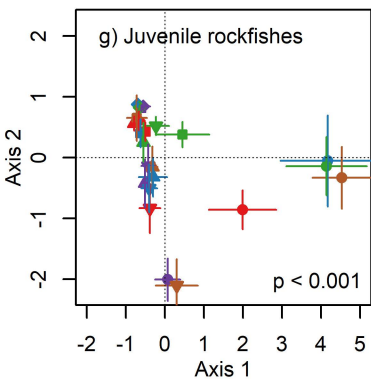 g) Juvenile rockfishes
2
1
0
-1
-2
Axis 2
p < 0.001
-2 -1 0 1 2 3 4 5
Axis 1